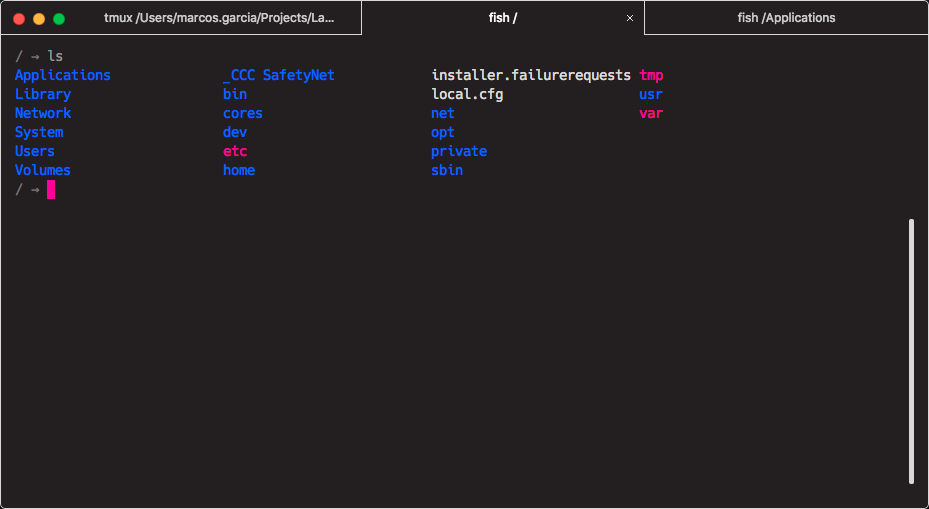 tmux /Users/marcos.garcia/Projects/La... fish / × fish /Applications
/ → ls
Applications _CCC SafetyNet installer.failurerequests tmp
Library bin local.cfg usr
Network cores net var
System dev opt
Users etc private
Volumes home sbin
/ →